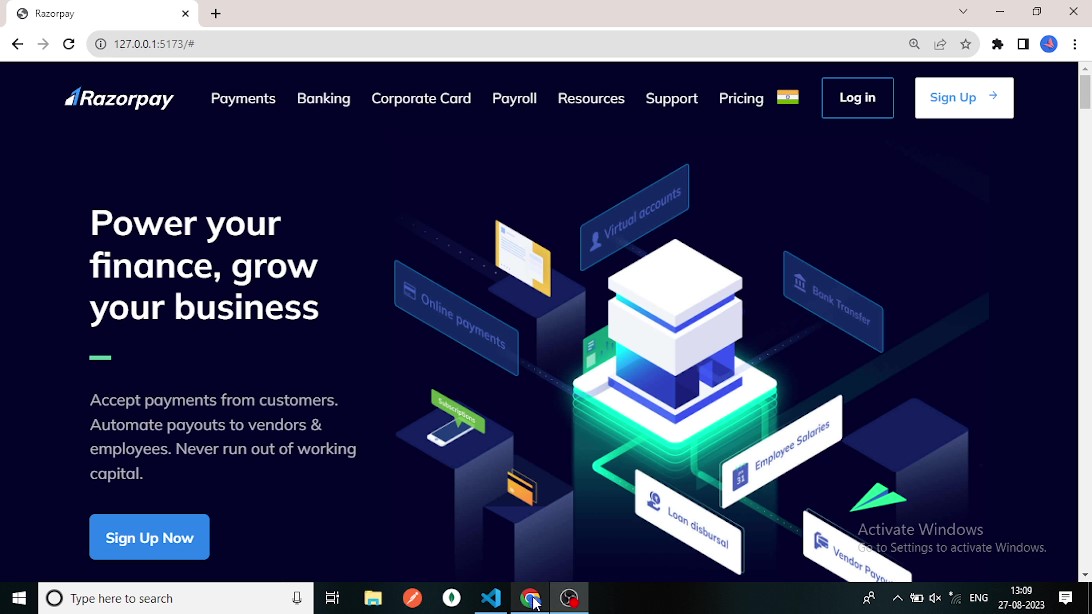 Razorpay
127.0.0.1:5173/#
Razorpay
Payments
Banking
Corporate Card
Payroll
Resources
Support
Pricing
Log in
Sign Up
Power your
finance, grow
your business
Accept payments from customers.
Automate payouts to vendors &
employees. Never run out of working
capital.
Sign Up Now
Virtual accounts
Online payments
Bank Transfer
Subscriptions
Employee Salaries
31
Loan disbursal
Vendor
Activate Windows
Go to Settings to activate Windows.
Type here to search
ENG
13:09
27-08-2023